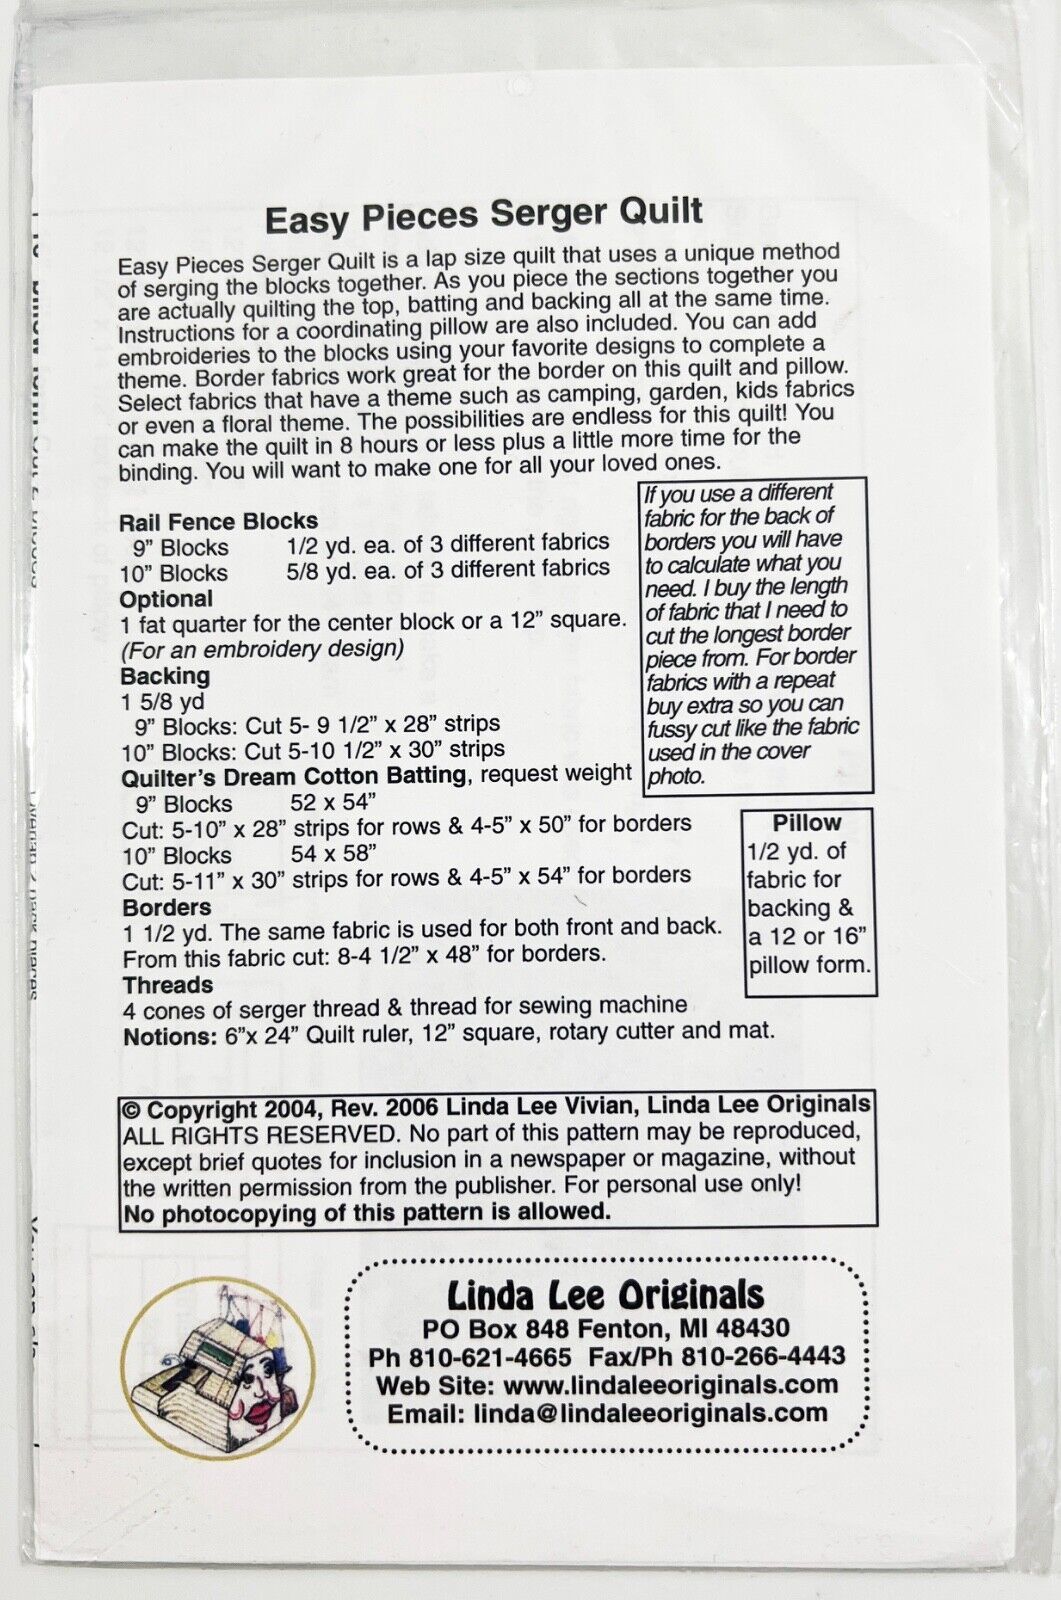 Easy Pieces Serger Quilt
Easy Pieces Serger Quilt is a lap size quilt that uses a unique method
of serging the blocks together. As you piece the sections together you
are actually quilting the top, batting and backing all at the same time.
Instructions for a coordinating pillow are also included. You can add
embroideries to the blocks using your favorite designs to complete a
theme. Border fabrics work great for the border on this quilt and pillow.
Select fabrics that have a theme such as camping, garden, kids fabrics
or even a floral theme. The possibilities are endless for this quilt! You
can make the quilt in 8 hours or less plus a little more time for the
binding. You will want to make one for all your loved ones.
Rail Fence Blocks
9” Blocks 1/2 yd. ea. of 3 different fabrics
10” Blocks 5/8 yd. ea. of 3 different fabrics
Optional
1 fat quarter for the center block or a 12” square.
(For an embroidery design)
Backing
1 5/8 yd
9” Blocks: Cut 5- 9 1/2” x 28” strips
10” Blocks: Cut 5-10 1/2” x 30” strips
Quilter’s Dream Cotton Batting, request weight
9” Blocks 52 x 54”
Cut: 5-10” x 28” strips for rows & 4-5” x 50” for borders
10” Blocks 54 x 58”
Cut: 5-11” x 30” strips for rows & 4-5” x 54” for borders
Borders
1 1/2 yd. The same fabric is used for both front and back.
From this fabric cut: 8-4 1/2” x 48” for borders.
Threads
4 cones of serger thread & thread for sewing machine
Notions: 6”x 24” Quilt ruler, 12” square, rotary cutter and mat.
If you use a different
fabric for the back of
borders you will have
to calculate what you
need. I buy the length
of fabric that I need to
cut the longest border
piece from. For border
fabrics with a repeat
buy extra so you can
fussy cut like the fabric
used in the cover
photo.
Pillow
1/2 yd. of
fabric for
backing &
a 12 or 16”
pillow form.
© Copyright 2004, Rev. 2006 Linda Lee Vivian, Linda Lee Originals
ALL RIGHTS RESERVED. No part of this pattern may be reproduced,
except brief quotes for inclusion in a newspaper or magazine, without
the written permission from the publisher. For personal use only!
No photocopying of this pattern is allowed.
Linda Lee Originals
PO Box 848 Fenton, MI 48430
Ph 810-621-4665 Fax/Ph 810-266-4443
Web Site: www.lindaleeoriginals.com
Email: linda@lindaleeoriginals.com